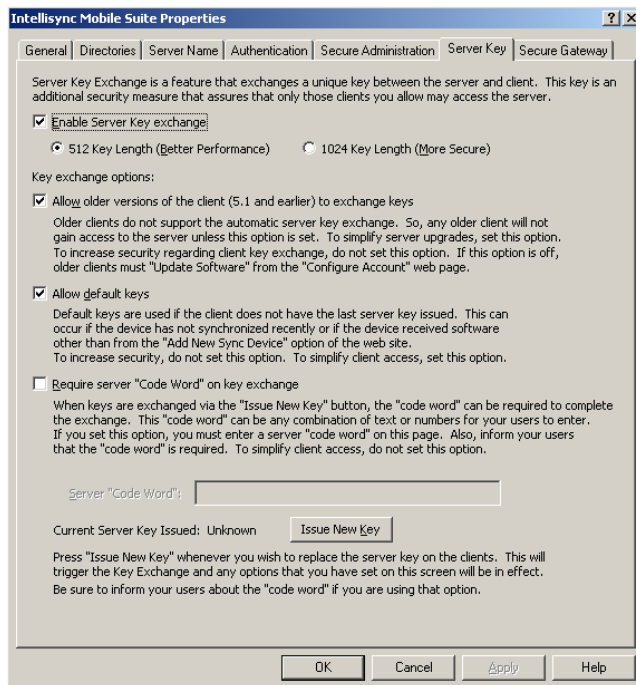 Intellisync Mobile Suite Properties
General Directories Server Name Authentication Secure Administration Server Key Secure Gateway
Server Key Exchange is a feature that exchanges a unique key between the server and client. This key is an
additional security measure that assures that only those clients you allow may access the server.
Enable Server Key exchange
512 Key Length (Better Performance) 1024 Key Length (More Secure)
Key exchange options:
Allow older versions of the client (5.1 and earlier) to exchange keys
Older clients do not support the automatic server key exchange. So, any older client will not
gain access to the server unless this option is set. To simplify server upgrades, set this option.
To increase security regarding client key exchange, do not set this option. If this option is off,
older clients must "Update Software" from the "Configure Account" web page.
Allow default keys
Default keys are used if the client does not have the last server key issued. This can
occur if the device has not synchronized recently or if the device received software
other than from the "Add New Sync Device" option of the web site.
To increase security, do not set this option. To simplify client access, set this option.
Require server "Code Word" on key exchange
When keys are exchanged via the "Issue New Key" button, the "code word" can be required to complete
the exchange. This "code word" can be any combination of text or numbers for your users to enter.
If you set this option, you must enter a server "code word" on this page. Also, inform your users
that the "code word" is required. To simplify client access, do not set this option.
Server "Code Word":
Current Server Key Issued: Unknown Issue New Key
Press "Issue New Key" whenever you wish to replace the server key on the clients. This will
trigger the Key Exchange and any options that you have set on this screen will be in effect.
Be sure to inform your users about the "code word" if you are using that option.
OK Cancel Apply Help